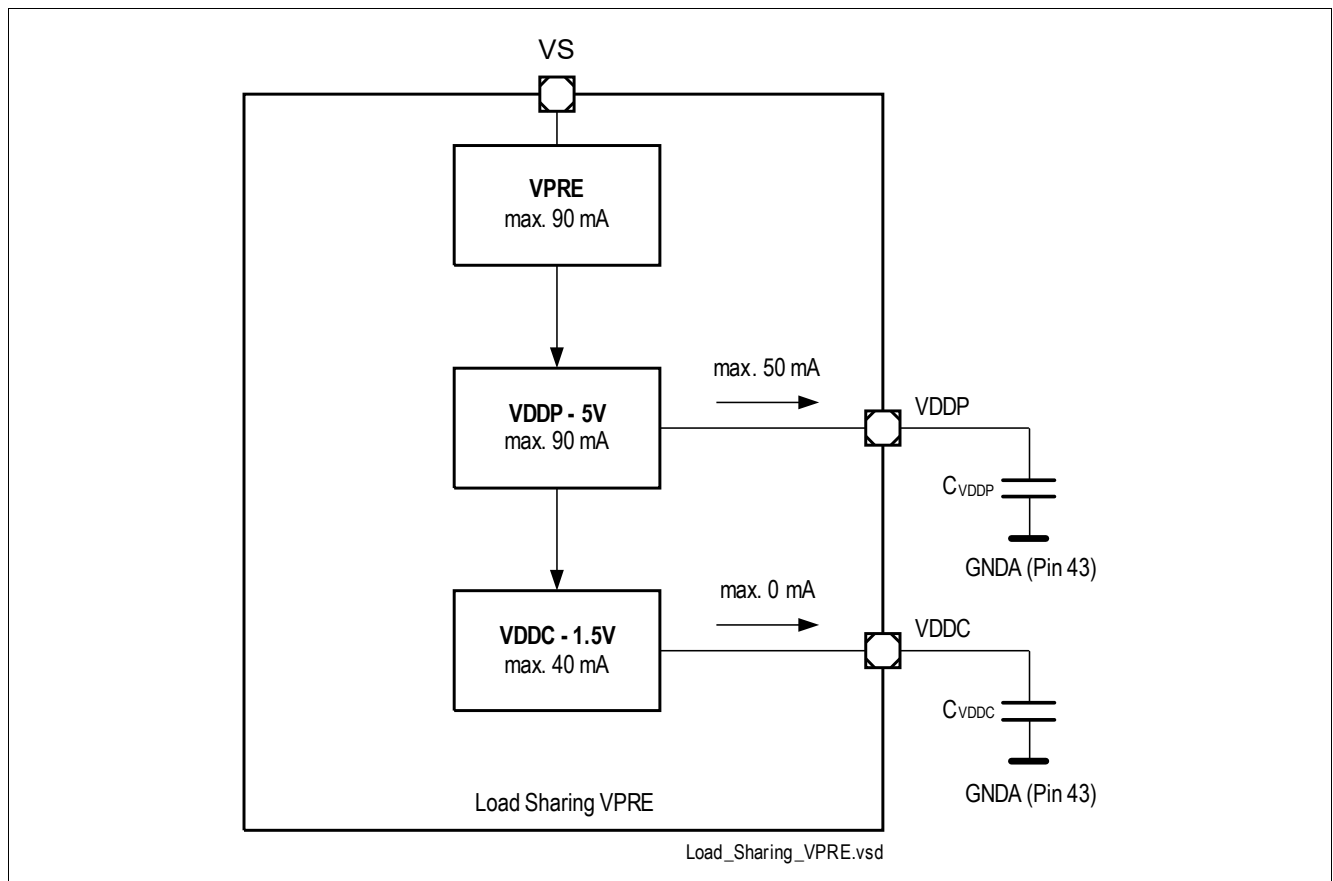 VS
VPRE
max. 90 mA
max. 50 mA
VDDP
VDDP - 5V
max. 90 mA
CVDDP
GNDA (Pin 43)
max. 0 mA
VDDC
VDDC - 1.5V
max. 40 mA
CVDDC
GNDA (Pin 43)
Load Sharing VPRE
Load_Sharing_VPRE.vsd